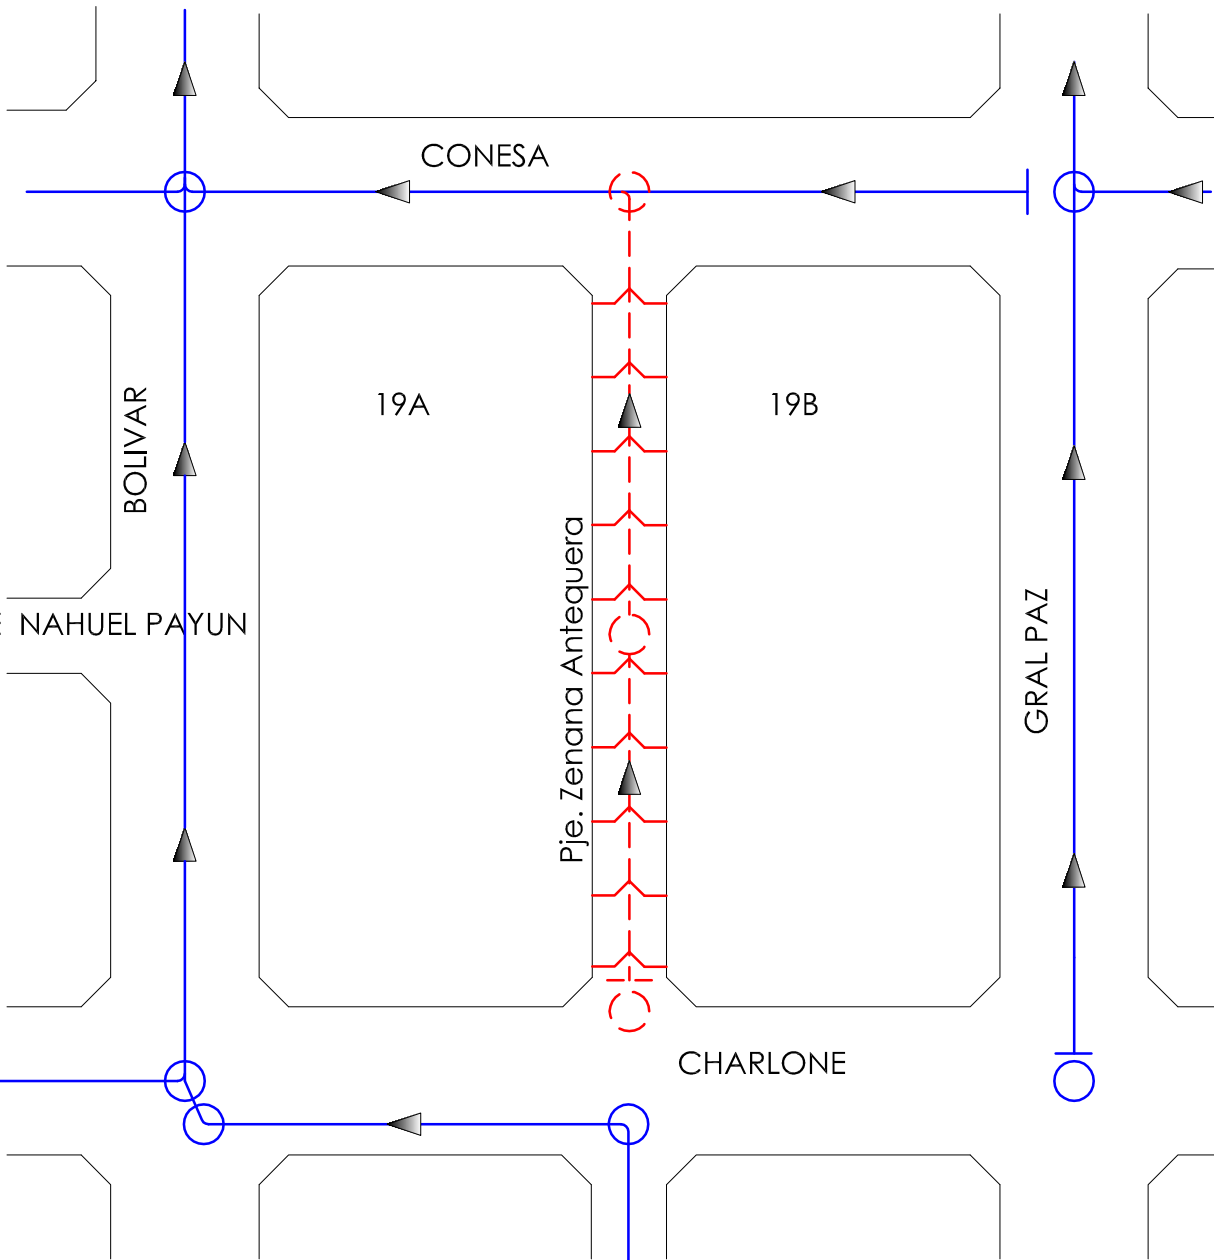 CONESA
BOLIVAR
19A
19B
Pje. Zenana Antequera
GRAL PAZ
NAHUEL PAYUN
CHARLONE